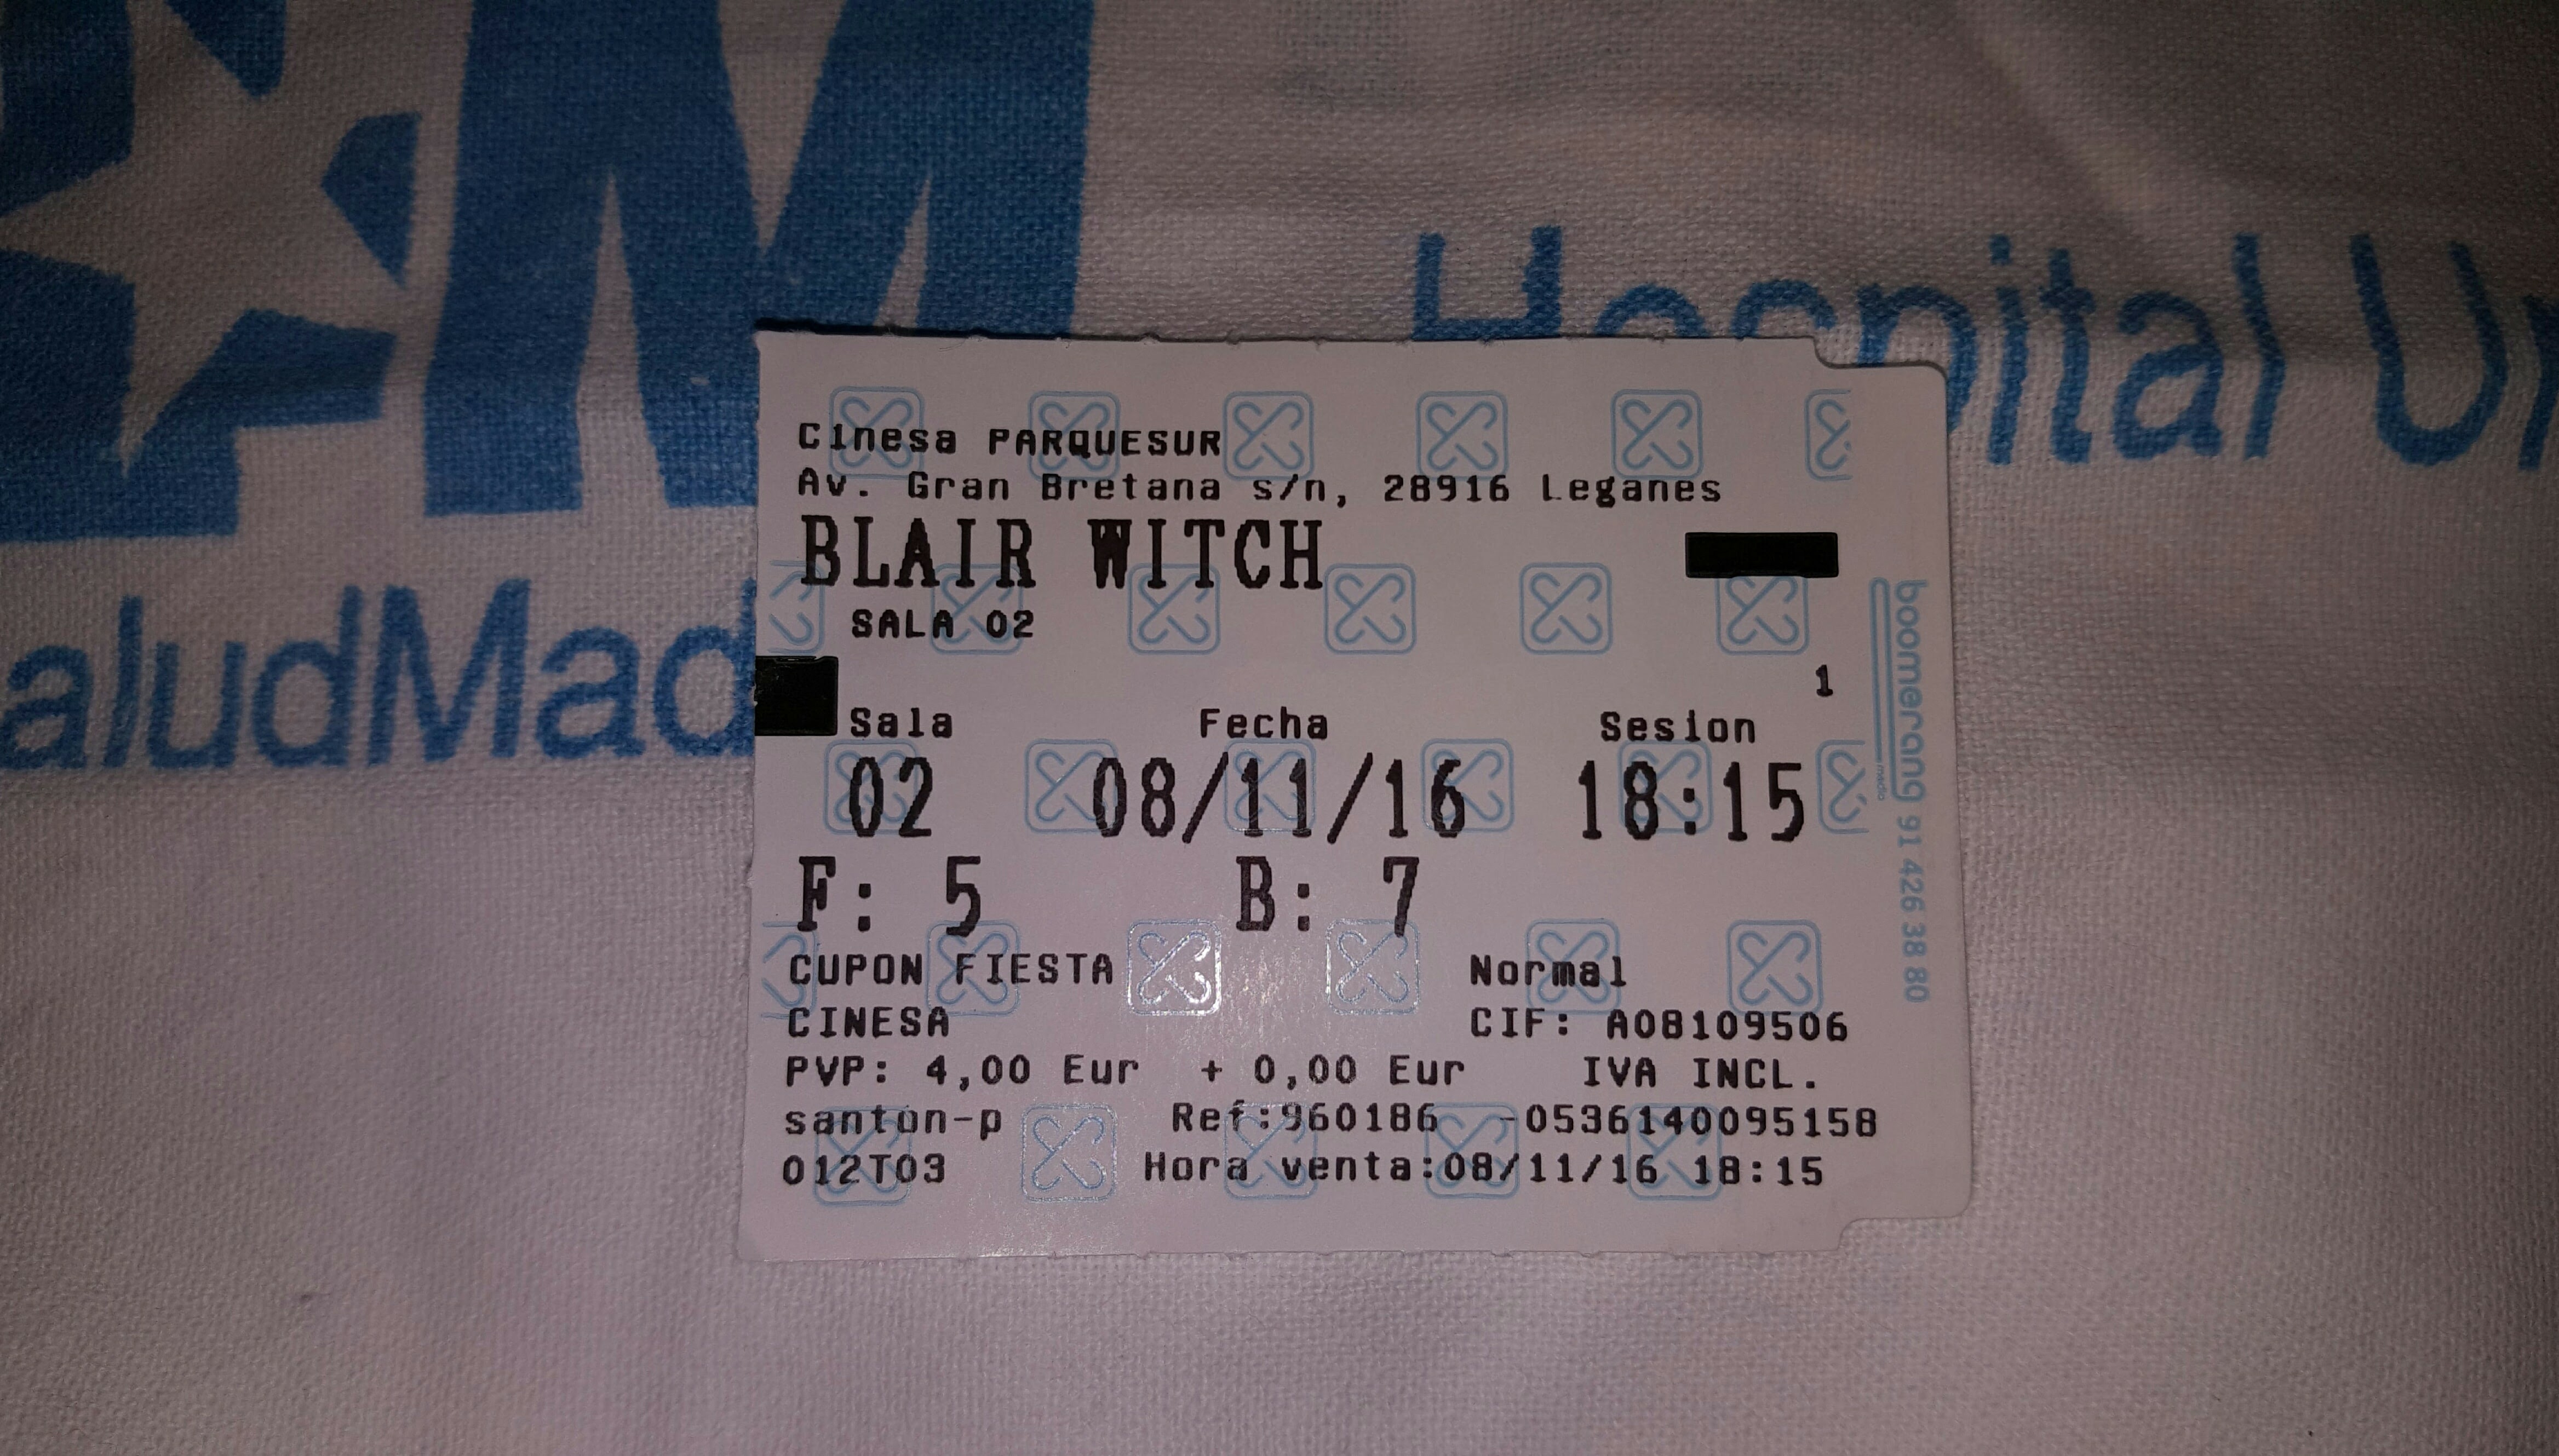 M
Hospital Un
aludMad
Cinesa PARQUESUR
Av. Gran Bretana s/n, 28916 Leganes
BLAIR WITCH
SALA 02
1
Sala Fecha Sesion
02 08/11/16 18:15
F: 5 B: 7
CUPON FIESTA Normal
CINESA CIF: A08109506
PVP: 4,00 Eur + 0,00 Eur IVA INCL.
santon-p Ref:960186 -0536140095158
012T03 Hora venta:08/11/16 18:15
boomerang 91 426 38 80